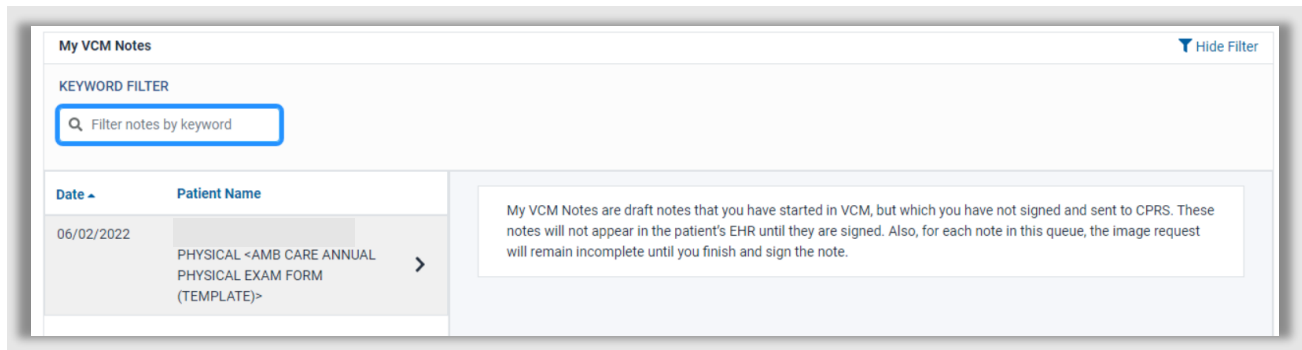 My VCM Notes
Hide Filter
KEYWORD FILTER
Filter notes by keyword
Date
Patient Name
06/02/2022
PHYSICAL <AMB CARE ANNUAL
PHYSICAL EXAM FORM
(TEMPLATE)>
My VCM Notes are draft notes that you have started in VCM, but which you have not signed and sent to CPRS. These
notes will not appear in the patient's EHR until they are signed. Also, for each note in this queue, the image request
will remain incomplete until you finish and sign the note.